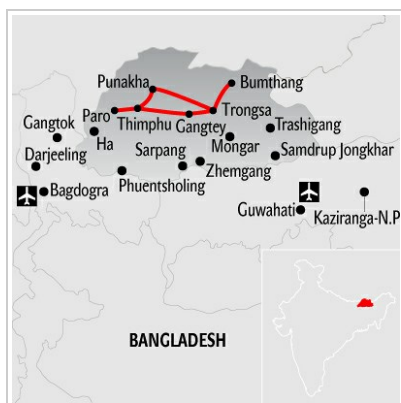 Punakha
Bumthang
Paro
Thimphu
Gangtey
Trongsa
Gangtok
Ha
Trashigang
Darjeeling
Sarpang
Mongar
Samdrup Jongkhar
Zhemgang
Phuentsholing
Bagdogra
Guwahati
Kaziranga-N.P
BANGLADESH